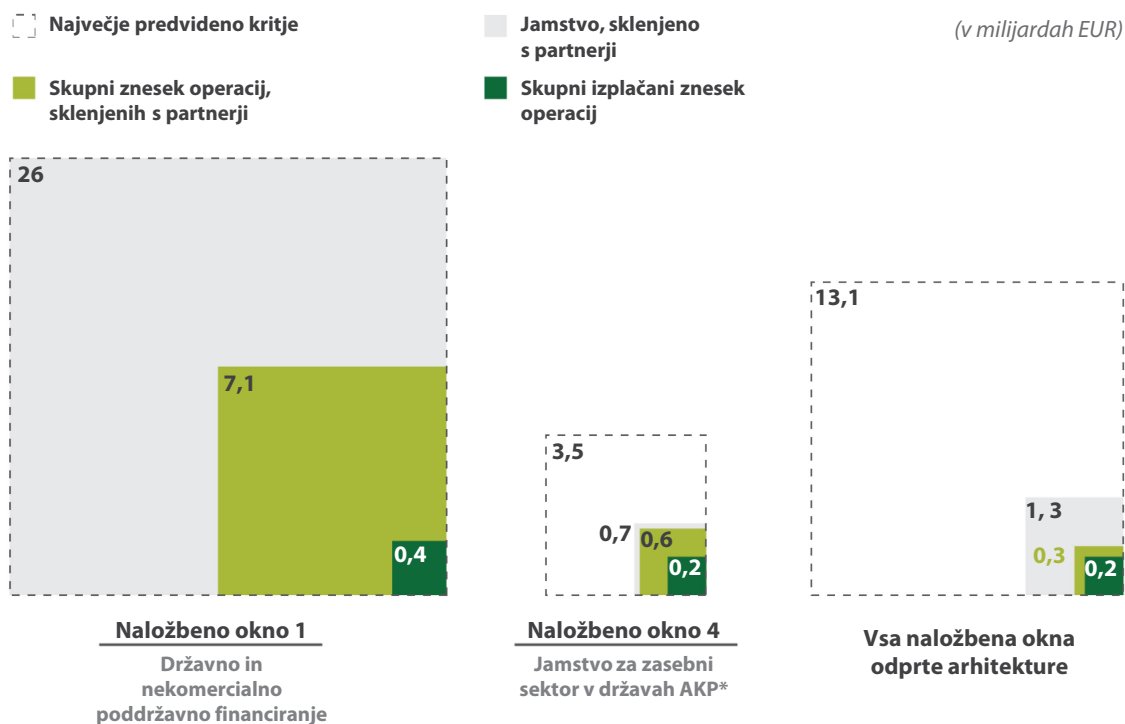 Največje predvideno kritje
Jamstvo, sklenjeno
s partnerji
(v milijardah EUR)
Skupni znesek operacij,
sklenjenih s partnerji
Skupni izplačani znesek
operacij
26
7,1
0,4
3,5
0,7
0,6
0,2
13,1
1, 3
0,3
0,2
Naložbeno okno 1
Državno in
nekomercialno
poddržavno financiranje
Naložbeno okno 4
Jamstvo za zasebni
sektor v državah AKP*
Vsa naložbena okna
odprte arhitekture